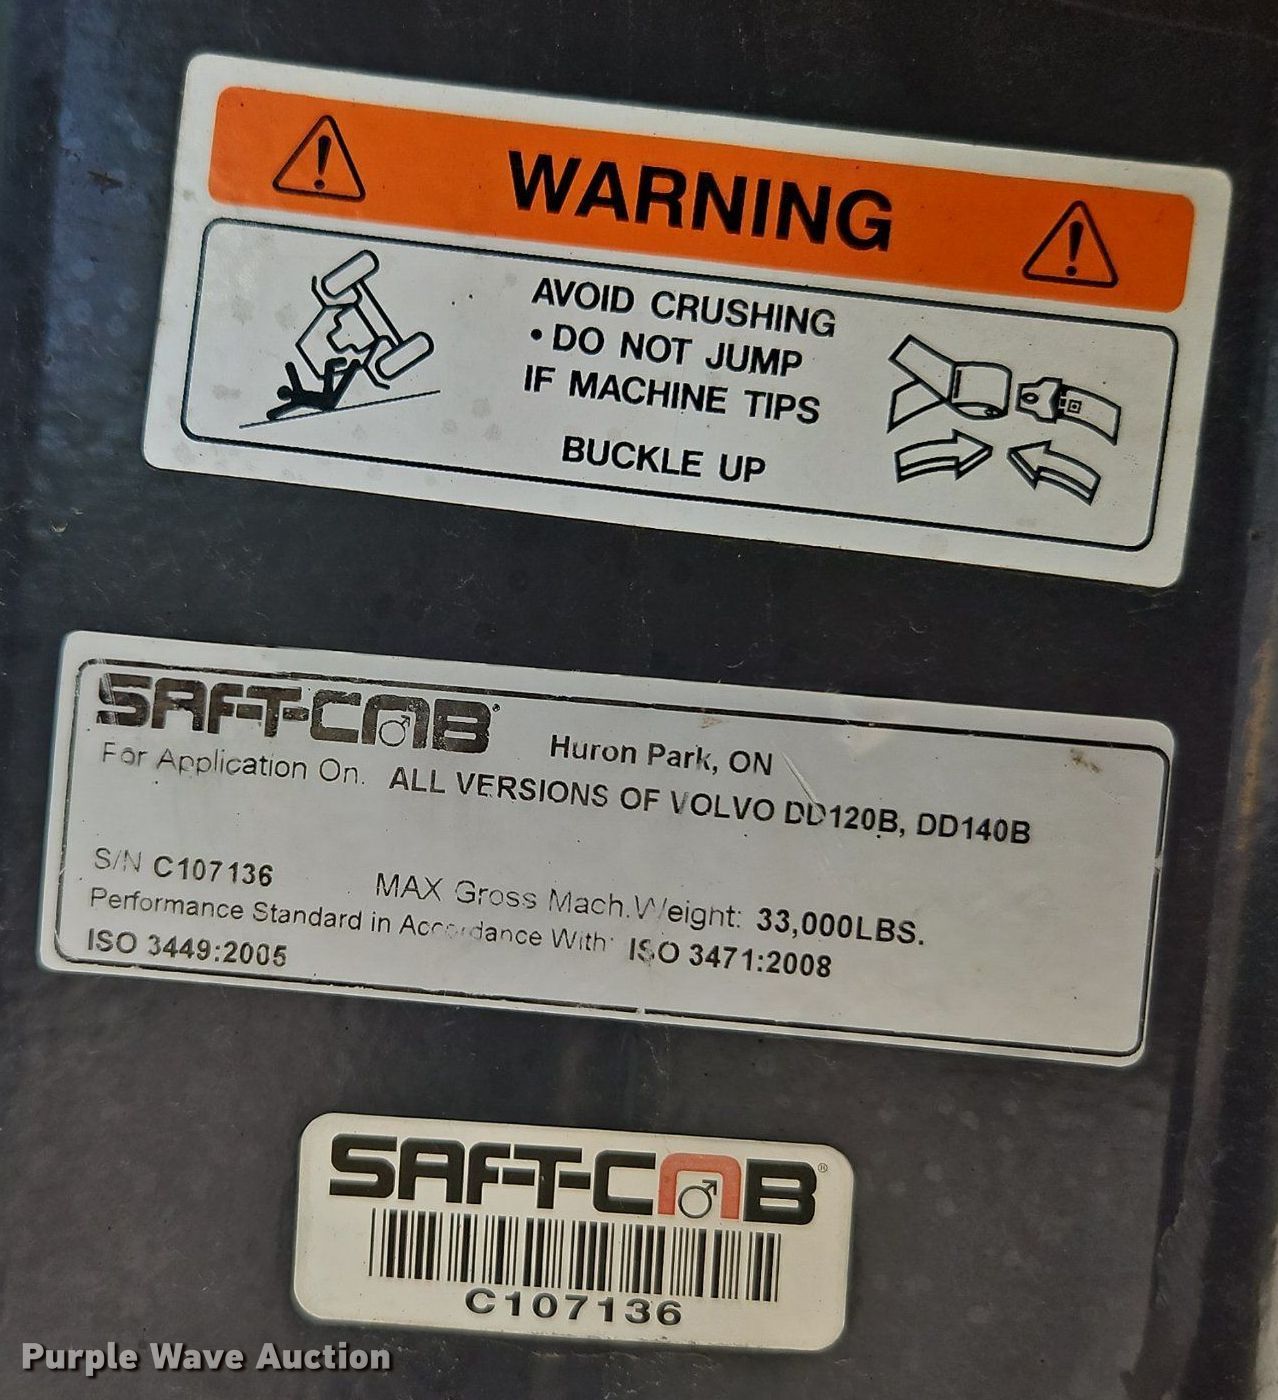 WARNING
AVOID CRUSHING
• DO NOT JUMP
IF MACHINE TIPS
BUCKLE UP
SAFT-CAB®
Huron Park, ON
For Application On. ALL VERSIONS OF VOLVO DD120B, DD140B
S/N C107136 MAX Gross Mach. Weight: 33,000LBS.
Performance Standard in Accordance With: ISO 3471:2008
ISO 3449:2005
SAFT-CAB®
C107136
Purple Wave Auction